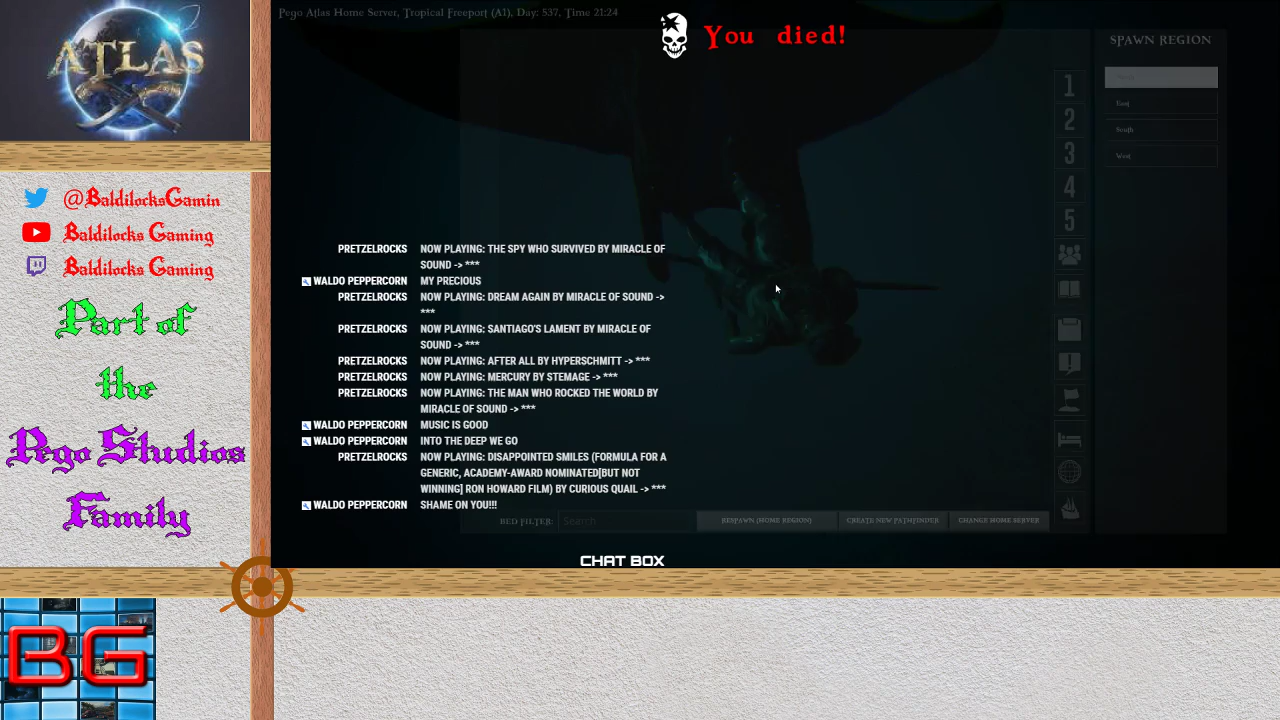 ATLAS
Pego Atlas Home Server, Tropical Freeport (A1), Day: 537, Time 21:24
You died!
SPAWN REGION
East
South
West
1
2
3
4
5
@BaldilocksGamin
Baldilocks Gaming
Baldilocks Gaming
Part of
the
Pego Studios
Family
PRETZELROCKS NOW PLAYING: THE SPY WHO SURVIVED BY MIRACLE OF
SOUND -> ***
WALDO PEPPERCORN MY PRECIOUS
PRETZELROCKS NOW PLAYING: DREAM AGAIN BY MIRACLE OF SOUND ->
***
PRETZELROCKS NOW PLAYING: SANTIAGO'S LAMENT BY MIRACLE OF
SOUND -> ***
PRETZELROCKS NOW PLAYING: AFTER ALL BY HYPERSCHMITT -> ***
PRETZELROCKS NOW PLAYING: MERCURY BY STEMAGE -> ***
PRETZELROCKS NOW PLAYING: THE MAN WHO ROCKED THE WORLD BY
MIRACLE OF SOUND -> ***
WALDO PEPPERCORN MUSIC IS GOOD
WALDO PEPPERCORN INTO THE DEEP WE GO
PRETZELROCKS NOW PLAYING: DISAPPOINTED SMILES (FORMULA FOR A
GENERIC, ACADEMY-AWARD NOMINATED[BUT NOT
WINNING] RON HOWARD FILM) BY CURIOUS QUAIL -> ***
WALDO PEPPERCORN SHAME ON YOU!!!
BED FILTER: Search RESPAWN (HOME REGION) CREATE NEW PATHFINDER CHANGE HOME SERVER
CHAT BOX
BG